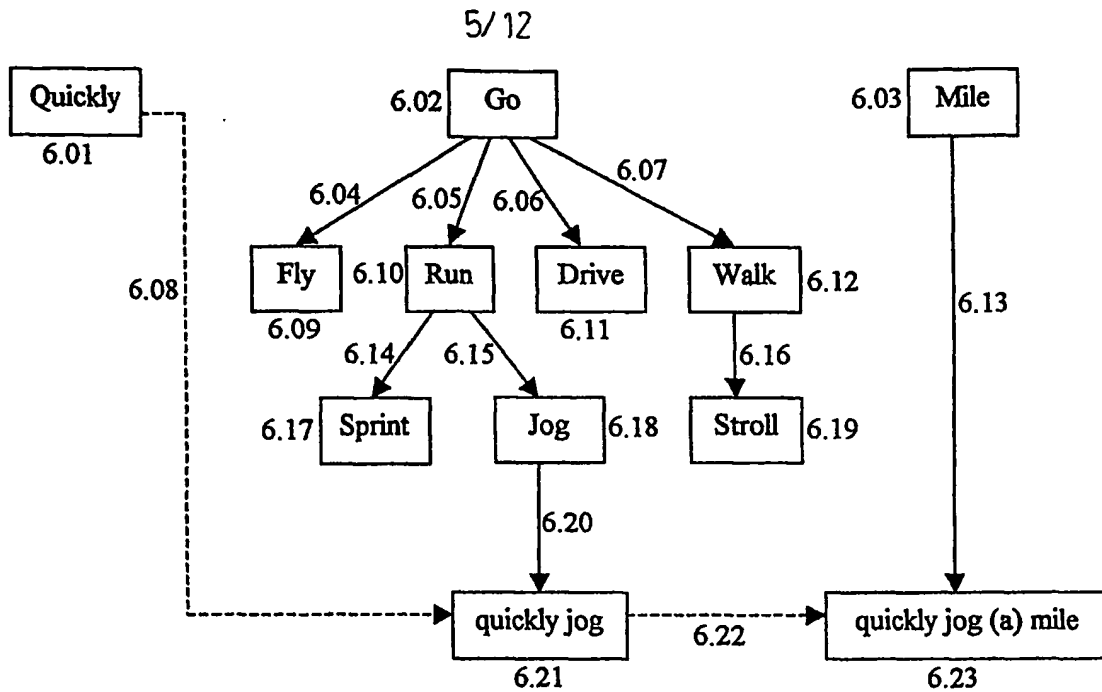 5/12
Quickly
6.01
6.02
Go
6.03
Mile
6.04
6.05
6.06
6.07
6.08
Fly
6.09
6.10
Run
Drive
6.11
Walk
6.12
6.13
6.14
6.15
6.16
6.17
Sprint
Jog
6.18
Stroll
6.19
6.20
quickly jog
6.21
6.22
quickly jog (a) mile
6.23